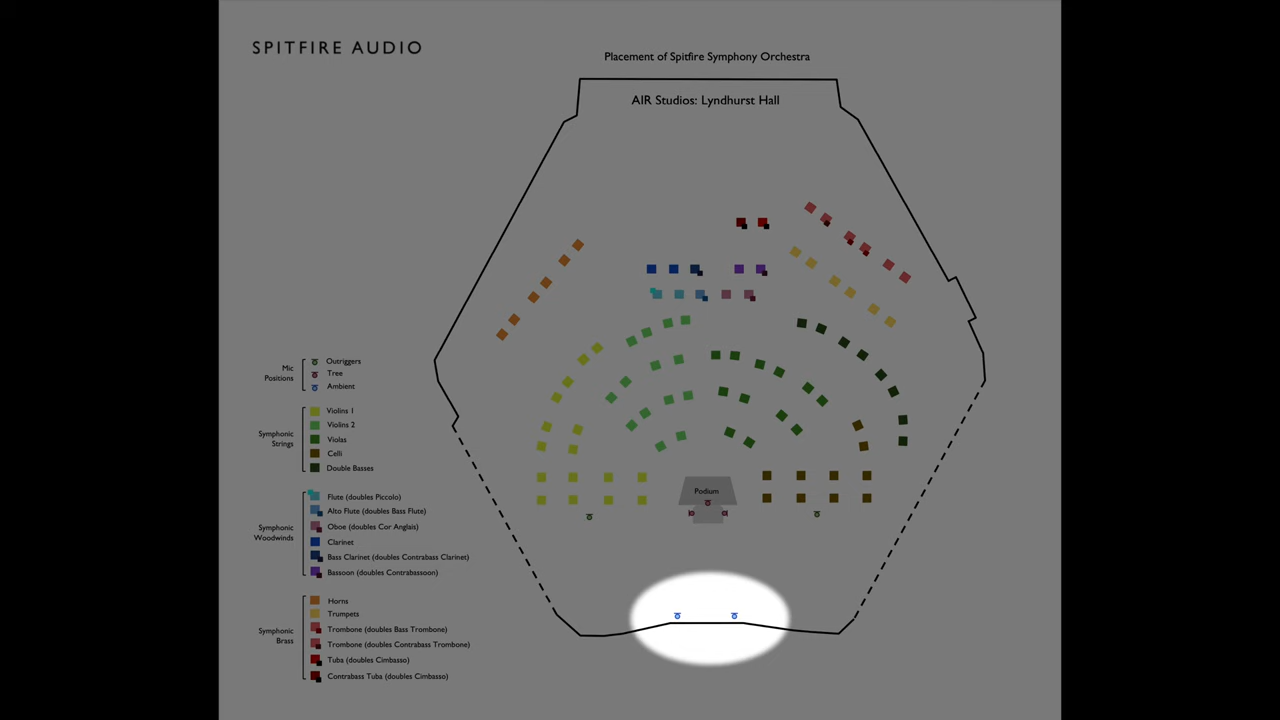 SPITFIRE AUDIO
Placement of Spitfire Symphony Orchestra
AIR Studios: Lyndhurst Hall
Mic
Positions
Outriggers
Tree
Ambient
Symphonic
Strings
Violins 1
Violins 2
Violas
Celli
Double Basses
Podium
Symphonic
Woodwinds
Flute (doubles Piccolo)
Alto Flute (doubles Bass Flute)
Oboe (doubles Cor Anglais)
Clarinet
Bass Clarinet (doubles Contrabass Clarinet)
Bassoon (doubles Contrabassoon)
Symphonic
Brass
Horns
Trumpets
Trombone (doubles Bass Trombone)
Trombone (doubles Contrabass Trombone)
Tuba (doubles Cimbasso)
Contrabass Tuba (doubles Cimbasso)